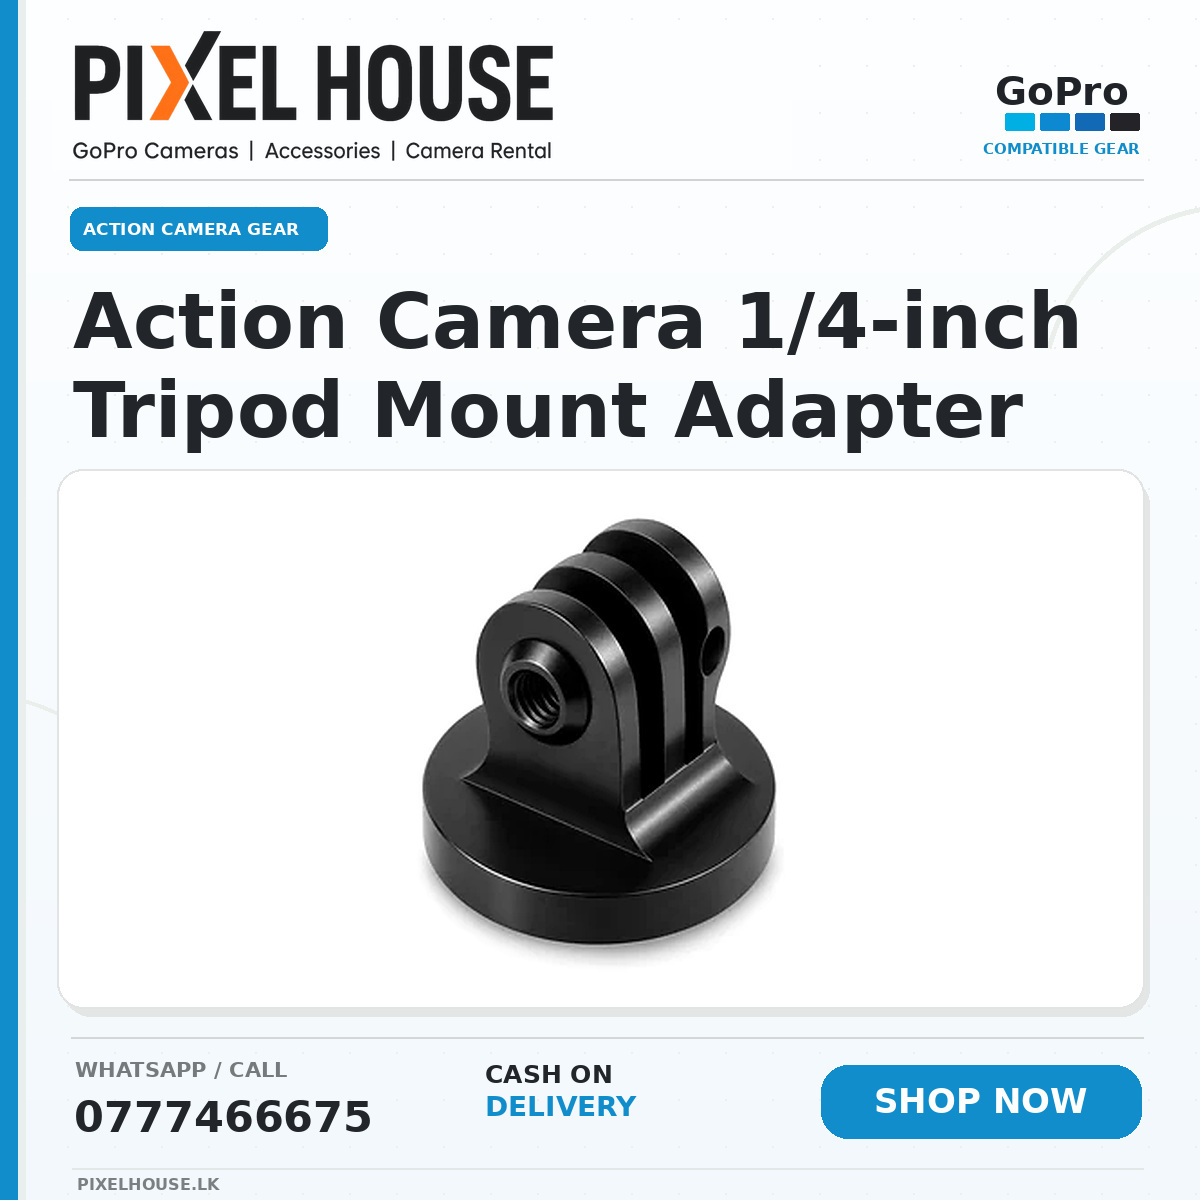 PIXEL HOUSE
GoPro Cameras | Accessories | Camera Rental
GoPro
COMPATIBLE GEAR
ACTION CAMERA GEAR
Action Camera 1/4-inch
Tripod Mount Adapter
WHATSAPP / CALL
0777466675
CASH ON
DELIVERY
SHOP NOW
PIXELHOUSE.LK